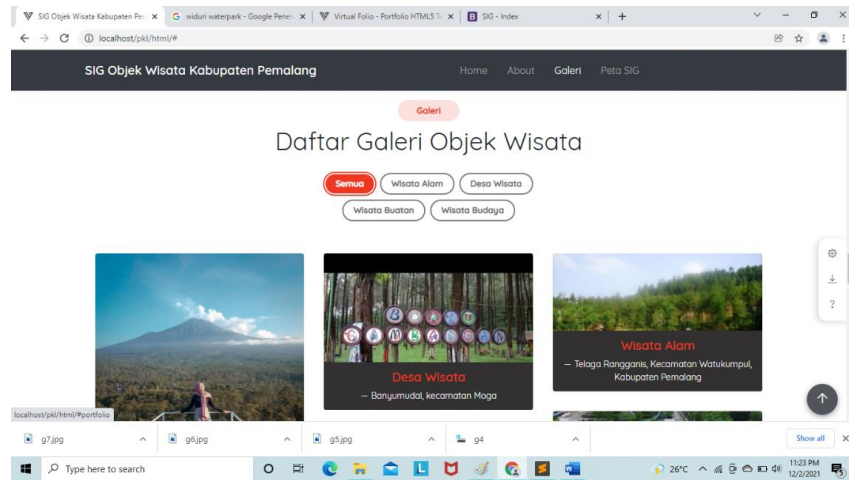 SIG Objek Wisata Kabupaten Pem
widuri waterpark - Google Penel
Virtual Folio - Portfolio HTML5 Te
SIG - Index
localhost/pkl/html/#
SIG Objek Wisata Kabupaten Pemalang
Home About Galeri Peta SIG
Galeri
Daftar Galeri Objek Wisata
Semua Wisata Alam Desa Wisata
Wisata Buatan Wisata Budaya
BOEMT
GAMBANGAN
Desa Wisata
— Banyumudal, kecamatan Moga
Wisata Alam
— Telaga Rangganis, Kecamatan Watukumpul,
Kabupaten Pemalang
localhost/pkl/html/#portfolio
g7.jpg g6.jpg g5.jpg g4 Show all
Type here to search
26°C
11:23 PM
12/2/2021